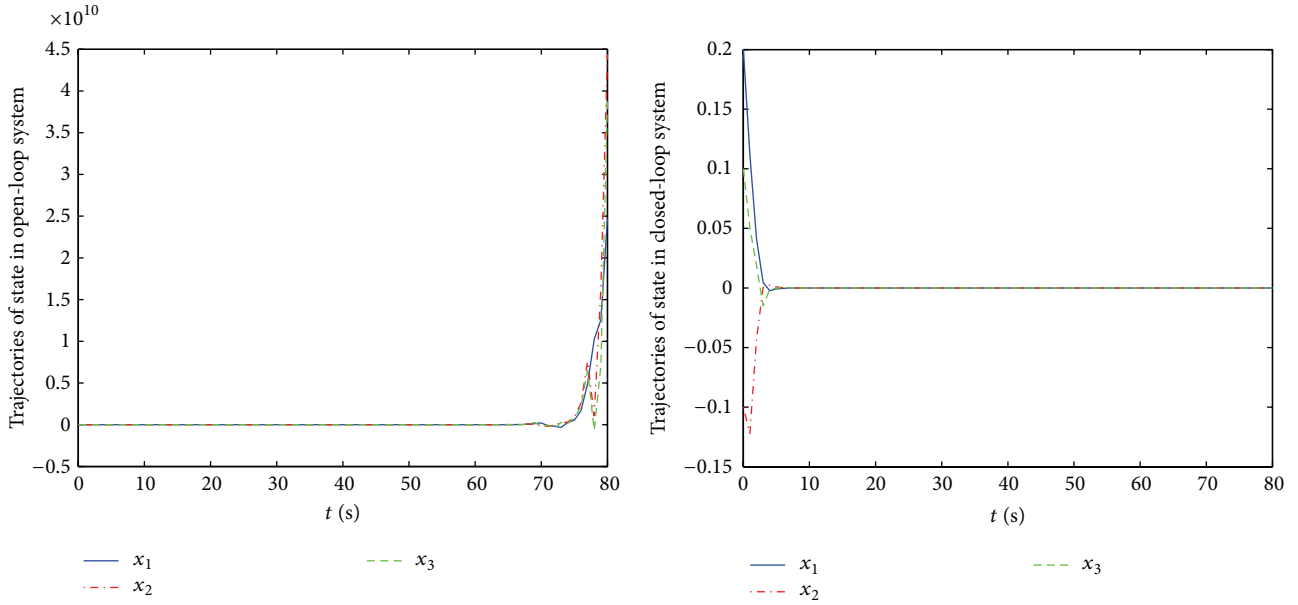 ×10^10
4.5
4
3.5
3
2.5
2
1.5
1
0.5
0
−0.5
Trajectories of state in open-loop system
0 10 20 30 40 50 60 70 80
t (s)
x₁
x₂
x₃
0.2
0.15
0.1
0.05
0
−0.05
−0.1
−0.15
Trajectories of state in closed-loop system
0 10 20 30 40 50 60 70 80
t (s)
x₁
x₂
x₃